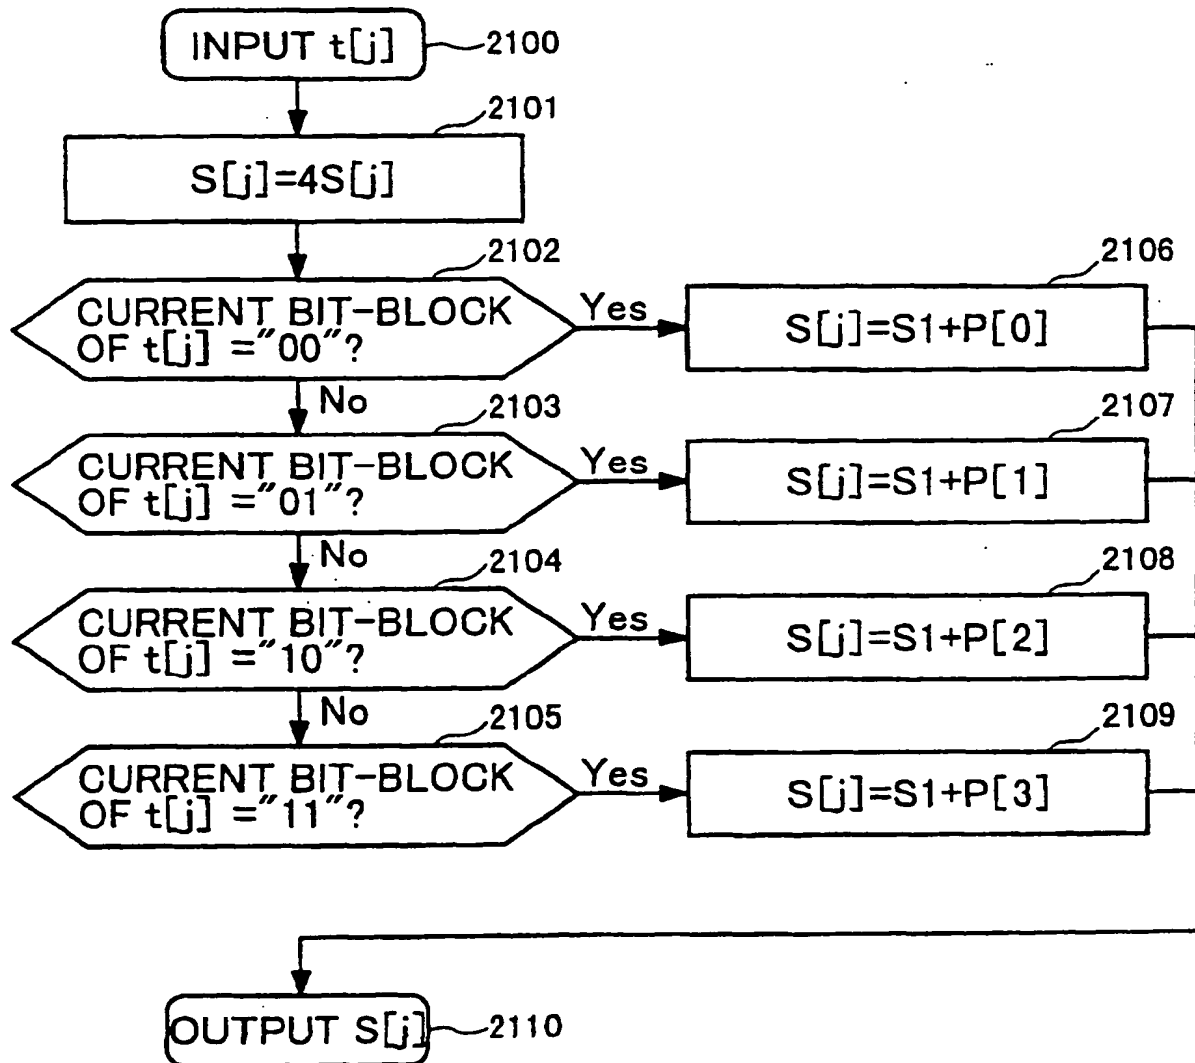 INPUT t[j]
2100
2101
S[j]=4S[j]
2102
CURRENT BIT-BLOCK
OF t[j] ="00"?
Yes
2106
S[j]=S1+P[0]
No
2103
CURRENT BIT-BLOCK
OF t[j] ="01"?
Yes
2107
S[j]=S1+P[1]
No
2104
CURRENT BIT-BLOCK
OF t[j] ="10"?
Yes
2108
S[j]=S1+P[2]
No
2105
CURRENT BIT-BLOCK
OF t[j] ="11"?
Yes
2109
S[j]=S1+P[3]
OUTPUT S[j]
2110